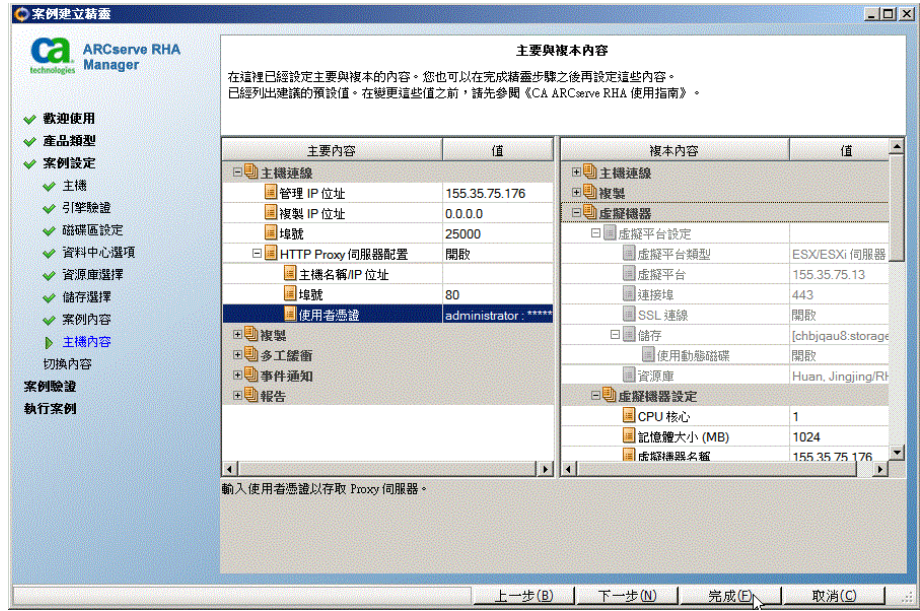 案例建立精靈
ca
technologies
ARCserve RHA
Manager
歡迎使用
產品類型
案例設定
主機
引擎驗證
磁碟區設定
資料中心選項
資源庫選擇
儲存選擇
案例內容
主機內容
切換內容
案例驗證
執行案例
主要與複本內容
在這裡已經設定主要與複本的內容。您也可以在完成精靈步驟之後再設定這些內容。
已經列出建議的預設值。在變更這些值之前，請先參閱《CA ARCserve RHA 使用指南》。
主要內容 值
主機連線
管理 IP 位址 155.35.75.176
複製 IP 位址 0.0.0.0
埠號 25000
HTTP Proxy 伺服器配置 開啟
主機名稱/IP 位址
埠號 80
使用者憑證 administrator : *****
複製
多工緩衝
事件通知
報告
複本內容 值
主機連線
複製
虛擬機器
虛擬平台設定
虛擬平台類型 ESX/ESXi 伺服器
虛擬平台 155.35.75.13
連接埠 443
SSL 連線 開啟
儲存 [chbjqau8:storage
使用動態磁碟 開啟
資源庫 Huan, Jingjing/RH
虛擬機器設定
CPU 核心 1
記憶體大小 (MB) 1024
虛擬機器名稱 155.35.75.176
輸入使用者憑證以存取 Proxy 伺服器。
上一步(B) 下一步(N) 完成(F) 取消(C)